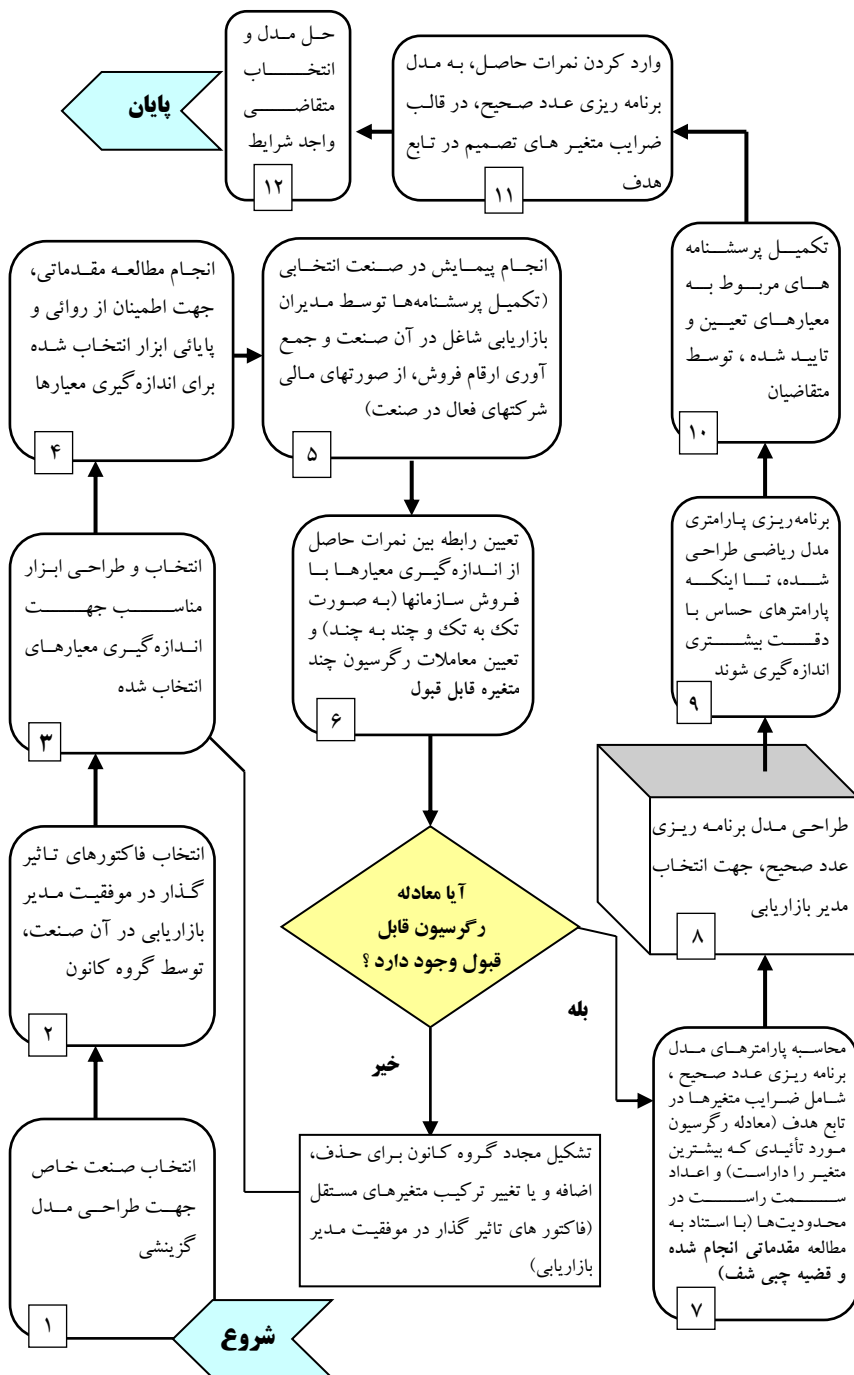 شروع
انتخاب صنعت خاص
جهت طراحی مدل
گزینشی
۱
انتخاب فاکتورهای تاثیر
گذار در موفقیت مدیر
بازاریابی در آن صنعت،
توسط گروه کانون
۲
انتخاب و طراحی ابزار
مناسب جهت
اندازه‌گیری معیارهای
انتخاب شده
۳
انجام مطالعه مقدماتی،
جهت اطمینان از روائی و
پایائی ابزار انتخاب شده
برای اندازه‌گیری معیارها
۴
انجام پیمایش در صنعت انتخابی
(تکمیل پرسشنامه‌ها توسط مدیران
بازاریابی شاغل در آن صنعت و جمع
آوری ارقام فروش، از صورتهای مالی
شرکتهای فعال در صنعت)
۵
تعیین رابطه بین نمرات حاصل
از اندازه‌گیری معیارها با
فروش سازمانها (به صورت
تک به تک و چند به چند) و
تعیین معاملات رگرسیون چند
متغیره قابل قبول
۶
آیا معادله
رگرسیون قابل
قبول وجود دارد ؟
بله
خیر
تشکیل مجدد گروه کانون برای حذف،
اضافه و یا تغییر ترکیب متغیرهای مستقل
(فاکتور های تاثیر گذار در موفقیت مدیر
بازاریابی)
محاسبه پارامترهای مدل
برنامه ریزی عدد صحیح ،
شامل ضرایب متغیرها در
تابع هدف (معادله رگرسیون
مورد تأئیدی که بیشترین
متغیر را داراست) و اعداد
سمت راست در
محدودیت‌ها (با استناد به
مطالعه مقدماتی انجام شده
و قضیه چبی شف)
۷
طراحی مدل برنامه ریزی
عدد صحیح، جهت انتخاب
مدیر بازاریابی
۸
برنامه‌ریزی پارامتری
مدل ریاضی طراحی
شده، تا اینکه
پارامترهای حساس با
دقت بیشتری
اندازه‌گیری شوند
۹
تکمیل پرسشنامه
های مربوط به
معیارهای تعیین و
تایید شده ، توسط
متقاضیان
۱۰
وارد کردن نمرات حاصل، به مدل
برنامه ریزی عدد صحیح، در قالب
ضرایب متغیر های تصمیم در تابع
هدف
۱۱
حل مدل و
انتخاب
متقاضی
واجد شرایط
۱۲
پایان